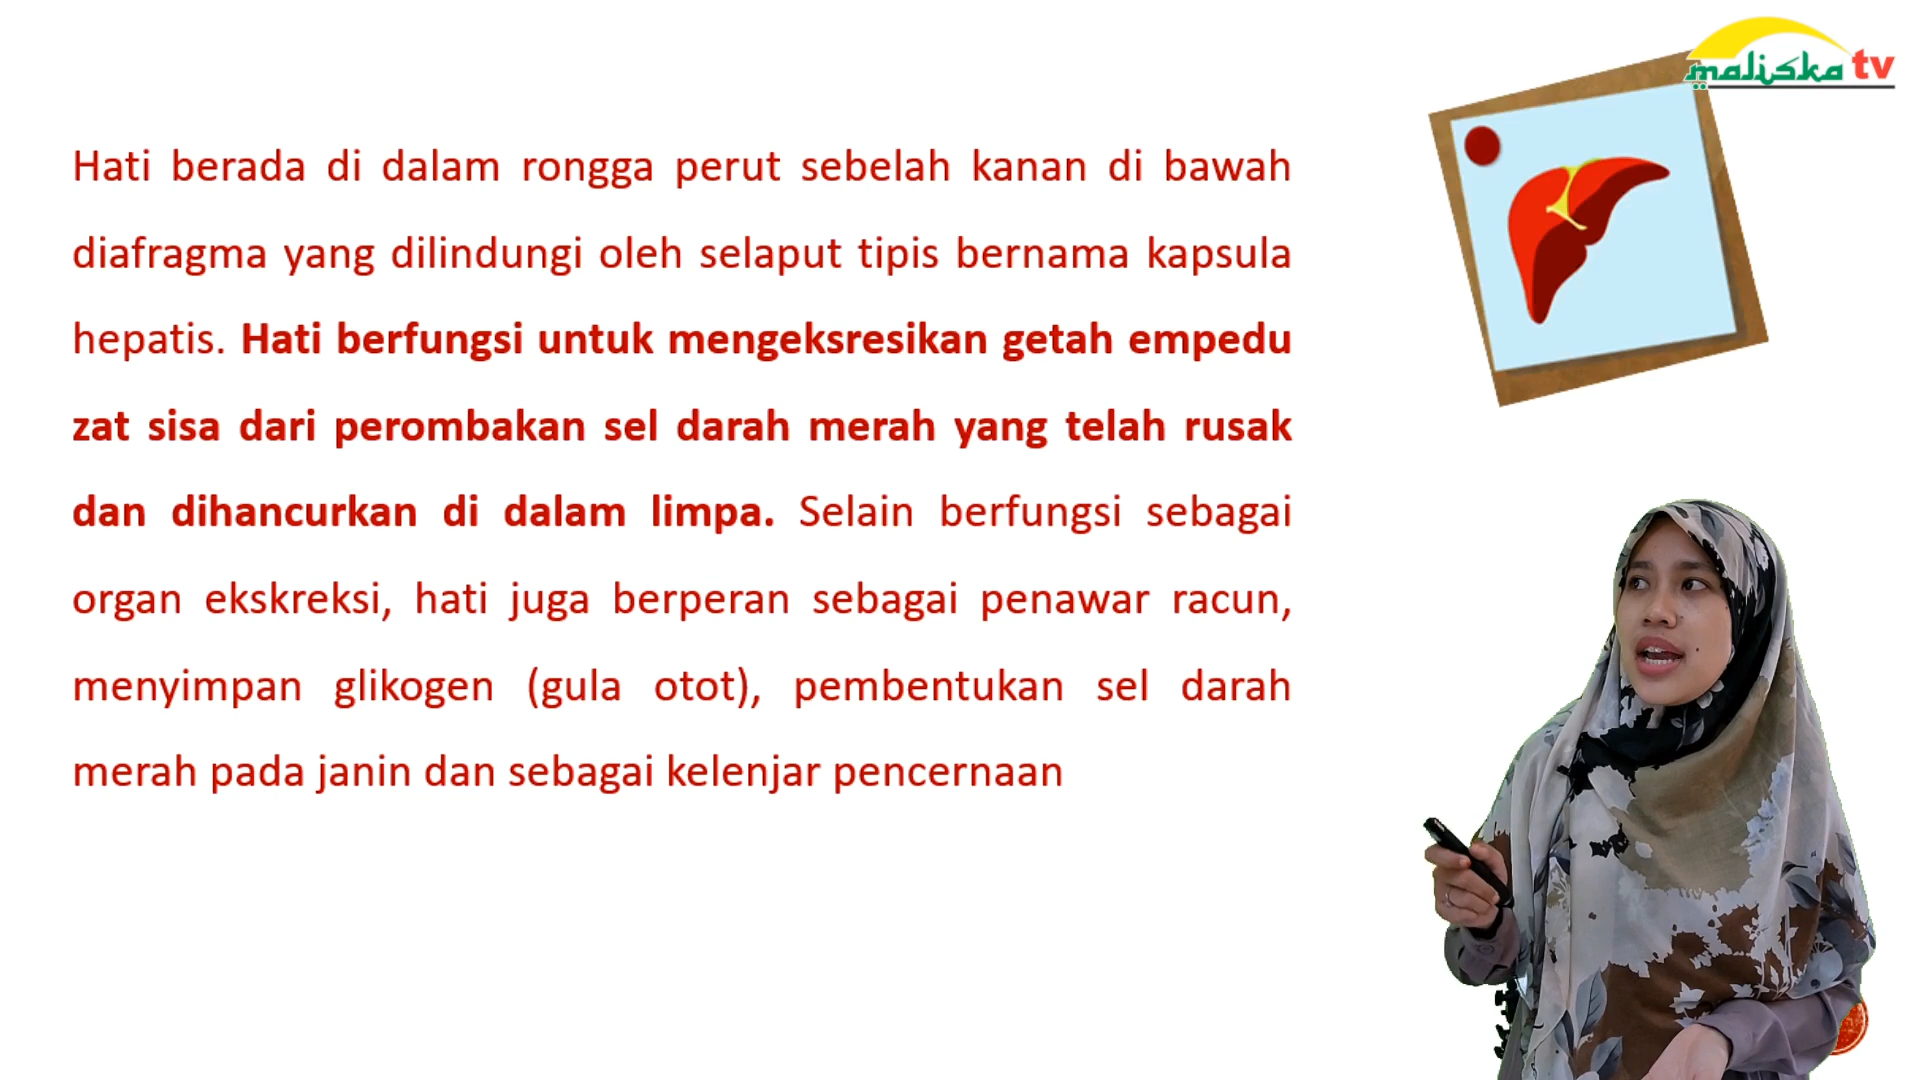 maliska tv
Hati berada di dalam rongga perut sebelah kanan di bawah
diafragma yang dilindungi oleh selaput tipis bernama kapsula
hepatis. Hati berfungsi untuk mengeksresikan getah empedu
zat sisa dari perombakan sel darah merah yang telah rusak
dan dihancurkan di dalam limpa. Selain berfungsi sebagai
organ ekskreksi, hati juga berperan sebagai penawar racun,
menyimpan glikogen (gula otot), pembentukan sel darah
merah pada janin dan sebagai kelenjar pencernaan